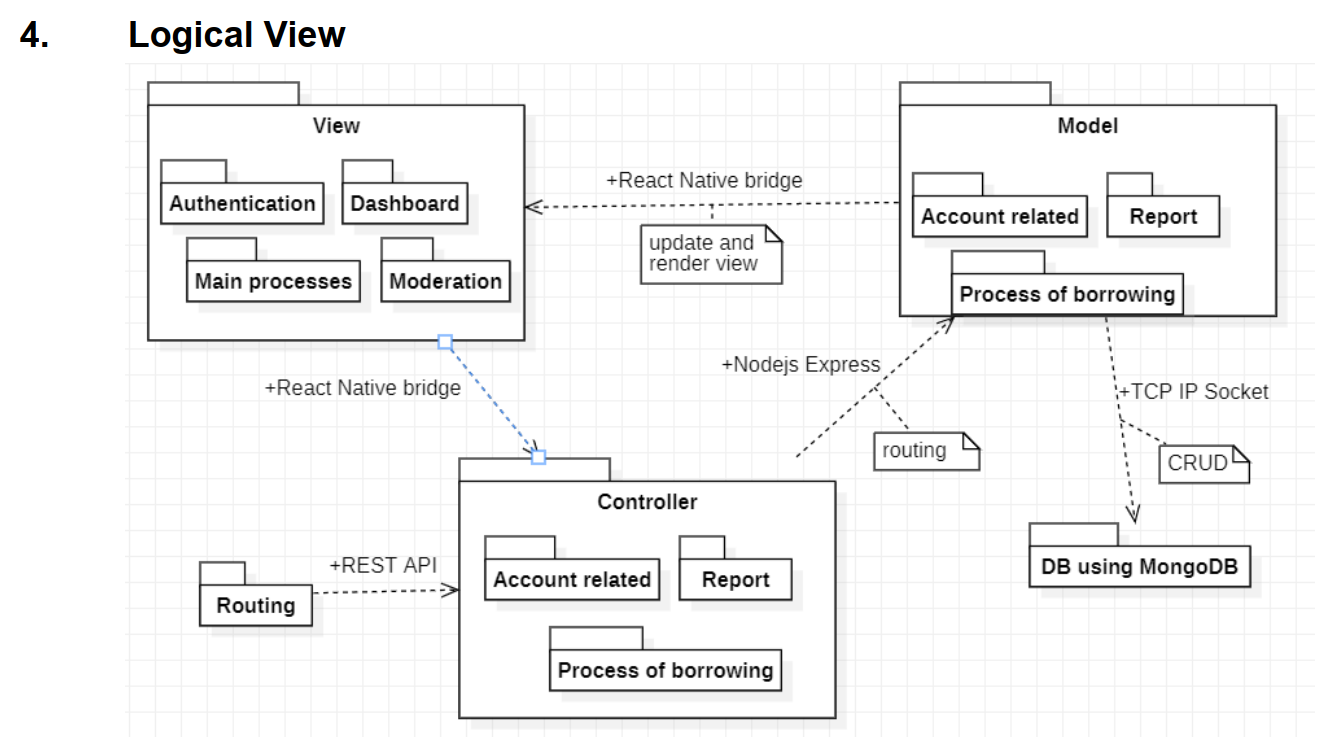 4. Logical View
View
Authentication
Dashboard
Main processes
Moderation
+React Native bridge
update and
render view
Model
Account related
Report
Process of borrowing
+React Native bridge
+Nodejs Express
routing
+TCP IP Socket
CRUD
DB using MongoDB
Controller
Account related
Report
Process of borrowing
Routing
+REST API